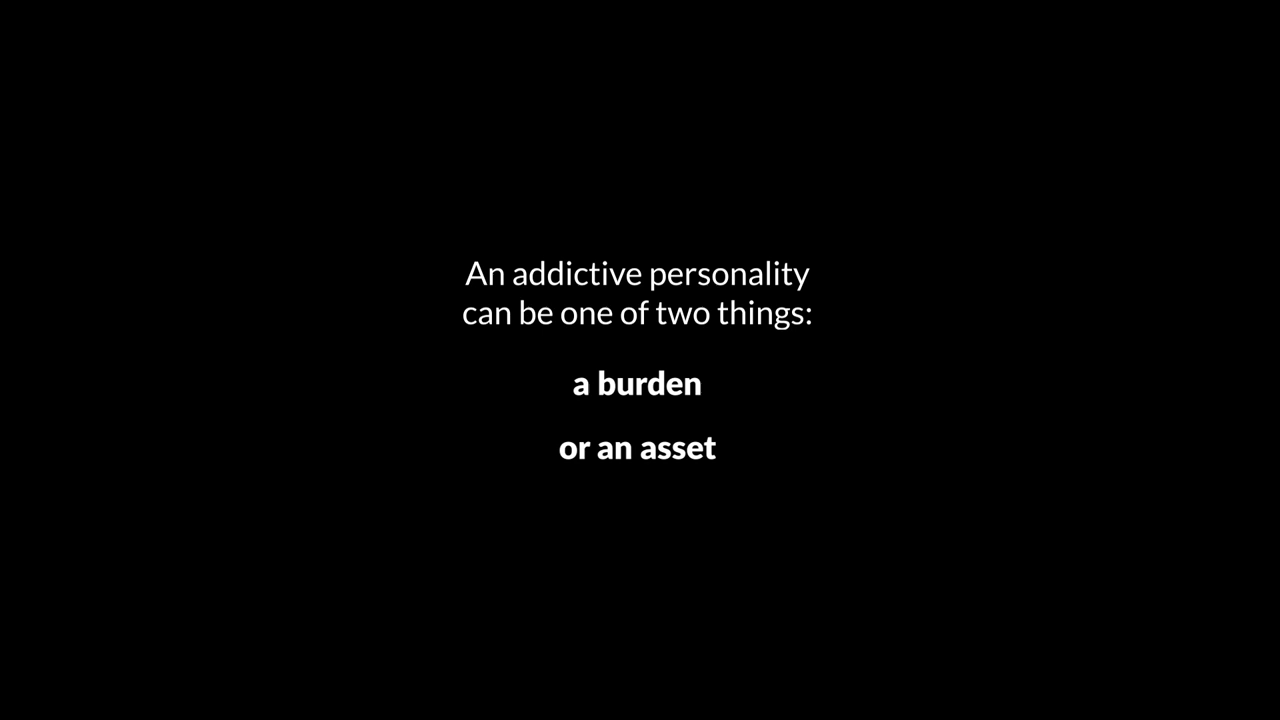 An addictive personality
can be one of two things:
a burden
or an asset